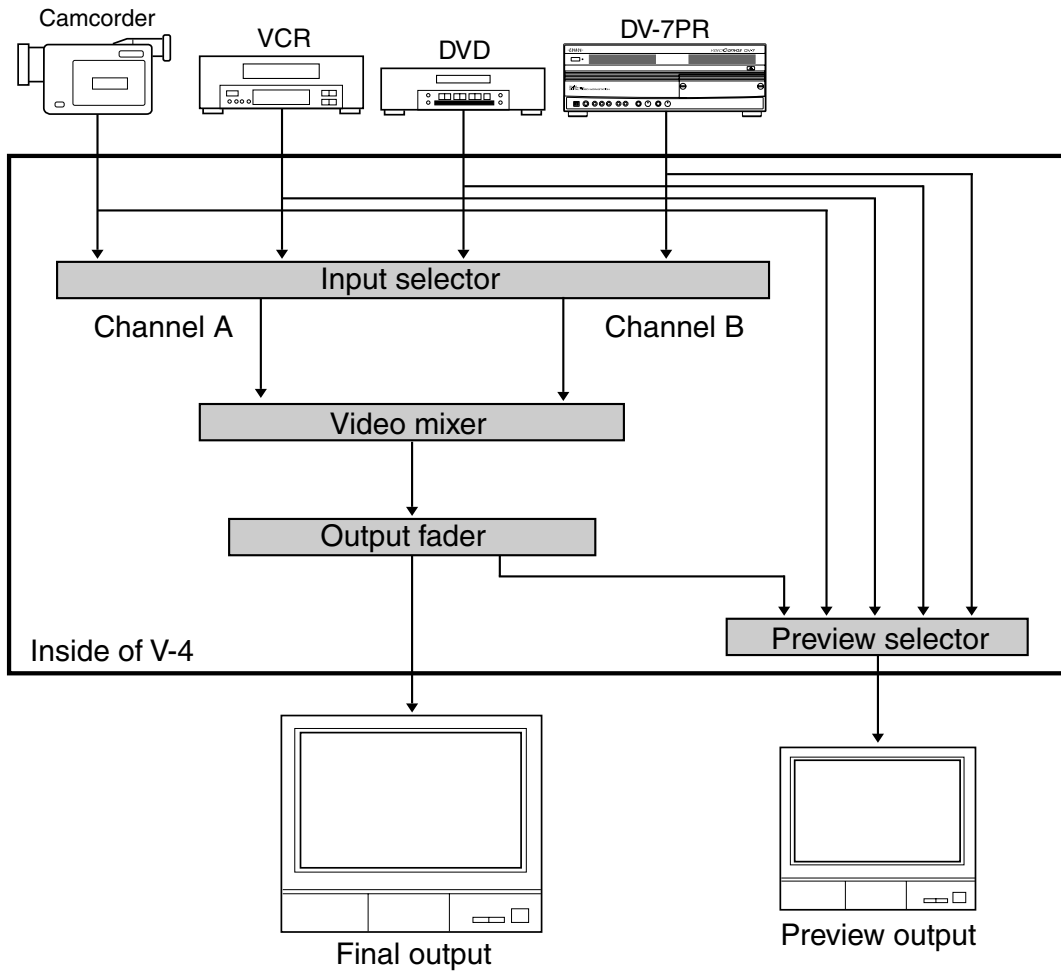 Camcorder
VCR
DVD
DV-7PR
Input selector
Channel A
Channel B
Video mixer
Output fader
Preview selector
Inside of V-4
Final output
Preview output